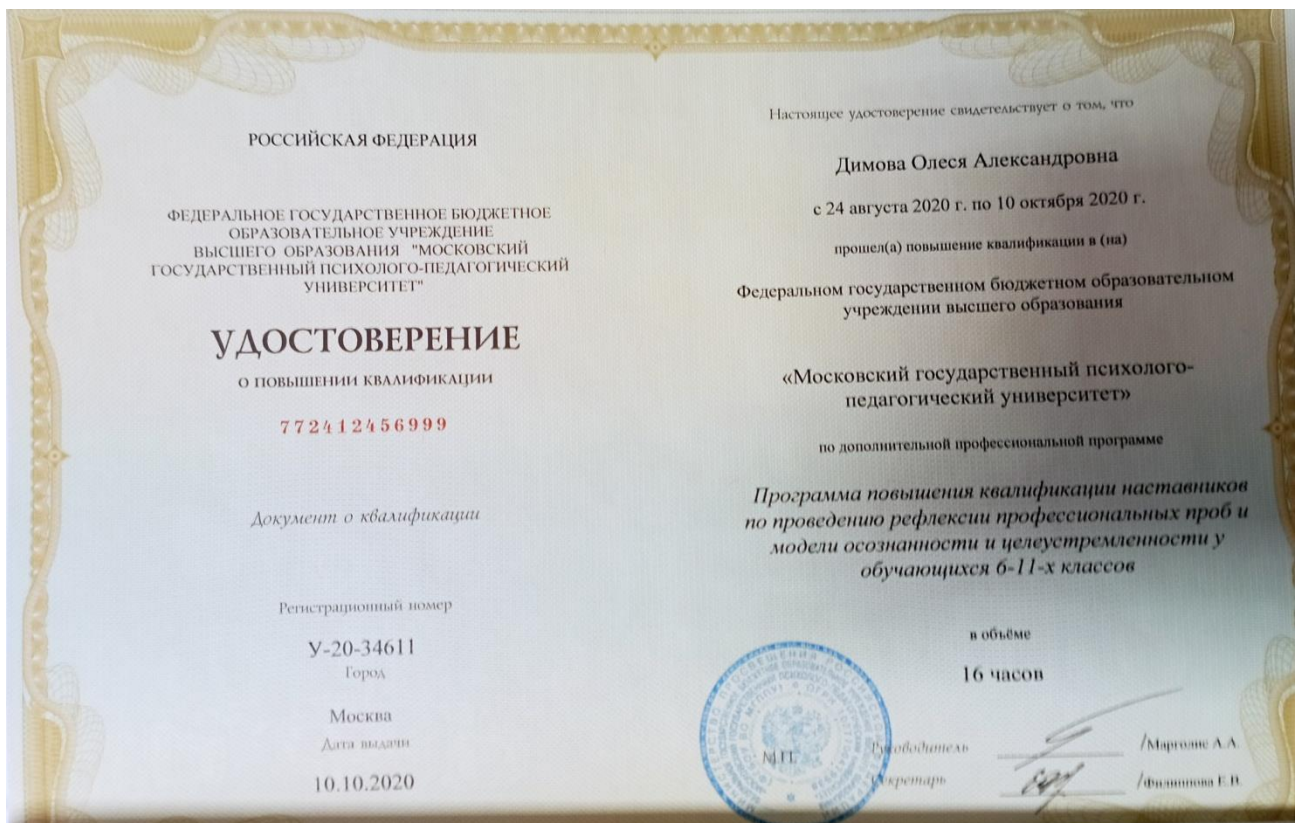 РОССИЙСКАЯ ФЕДЕРАЦИЯ
ФЕДЕРАЛЬНОЕ ГОСУДАРСТВЕННОЕ БЮДЖЕТНОЕ
ОБРАЗОВАТЕЛЬНОЕ УЧРЕЖДЕНИЕ
ВЫСШЕГО ОБРАЗОВАНИЯ "МОСКОВСКИЙ
ГОСУДАРСТВЕННЫЙ ПСИХОЛОГО-ПЕДАГОГИЧЕСКИЙ
УНИВЕРСИТЕТ"
УДОСТОВЕРЕНИЕ
О ПОВЫШЕНИИ КВАЛИФИКАЦИИ
772412456999
Документ о квалификации
Регистрационный номер
У-20-34611
Город
Москва
Дата выдачи
10.10.2020
Настоящее удостоверение свидетельствует о том, что
Димова Олеся Александровна
с 24 августа 2020 г. по 10 октября 2020 г.
прошел(а) повышение квалификации в (на)
Федеральном государственном бюджетном образовательном
учреждении высшего образования
«Московский государственный психолого-
педагогический университет»
по дополнительной профессиональной программе
Программа повышения квалификации наставников
по проведению рефлексии профессиональных проб и
модели осознанности и целеустремленности у
обучающихся 6-11-х классов
в объёме
16 часов
М.П.
Руководитель /Марголис А.А.
Секретарь /Филиппова Е.В.